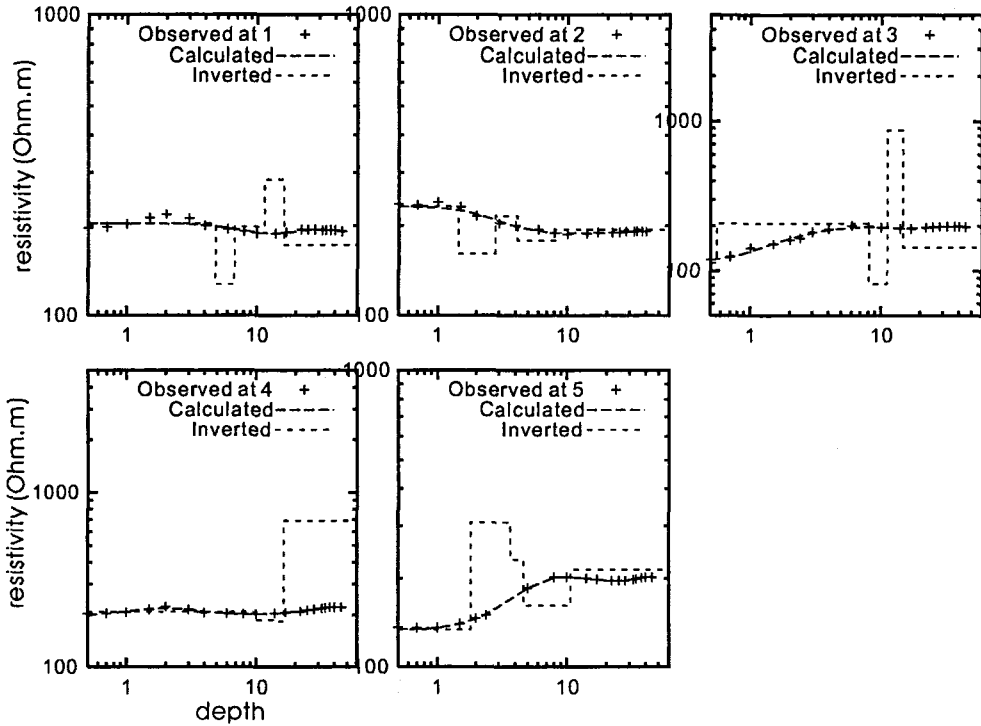 1000
Observed at 1 +
Calculated
Inverted
resistivity (Ohm.m)
100
1
10
1000
Observed at 2 +
Calculated
Inverted
100
1
10
Observed at 3 +
Calculated
Inverted
1000
100
1
10
Observed at 4 +
Calculated
Inverted
1000
resistivity (Ohm.m)
100
1
10
depth
1000
Observed at 5 +
Calculated
Inverted
100
1
10